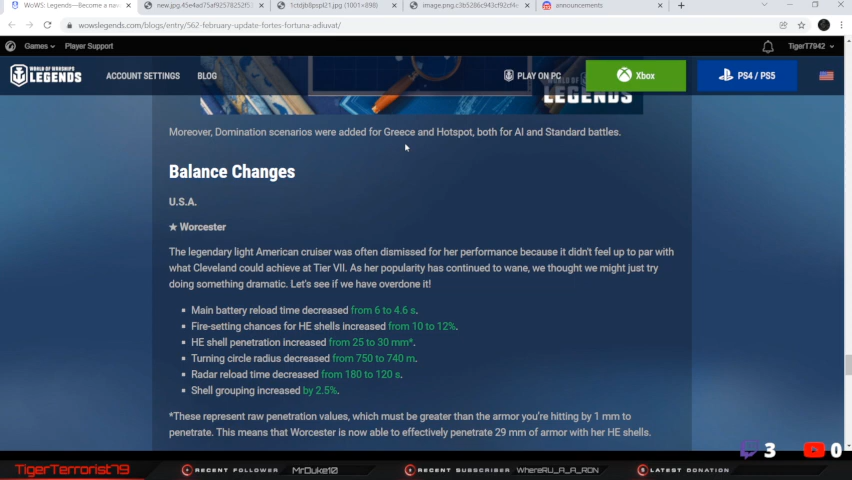 WoWS: Legends—Become a nav
new.jpg.45e4ad75af92578252f5
1ctdjb8pspl21.jpg (1001×898)
image.png.c3b5286c943cf92cf4c
announcements
wowslegends.com/blogs/entry/562-february-update-fortes-fortuna-adiuvat/
Games
Player Support
TigerT7942
WORLD OF WARSHIPS
LEGENDS
ACCOUNT SETTINGS
BLOG
PLAY ON PC
Xbox
PS4 / PS5
LEGENDS
Moreover, Domination scenarios were added for Greece and Hotspot, both for AI and Standard battles.
Balance Changes
U.S.A.
★ Worcester
The legendary light American cruiser was often dismissed for her performance because it didn't feel up to par with
what Cleveland could achieve at Tier VII. As her popularity has continued to wane, we thought we might just try
doing something dramatic. Let's see if we have overdone it!
• Main battery reload time decreased from 6 to 4.6 s.
• Fire-setting chances for HE shells increased from 10 to 12%.
• HE shell penetration increased from 25 to 30 mm*.
• Turning circle radius decreased from 750 to 740 m.
• Radar reload time decreased from 180 to 120 s.
• Shell grouping increased by 2.5%.
*These represent raw penetration values, which must be greater than the armor you're hitting by 1 mm to
penetrate. This means that Worcester is now able to effectively penetrate 29 mm of armor with her HE shells.
3
0
TigerTerrorist79
RECENT FOLLOWER
MrDuke10
RECENT SUBSCRIBER
WhereRU_A_A_RON
LATEST DONATION